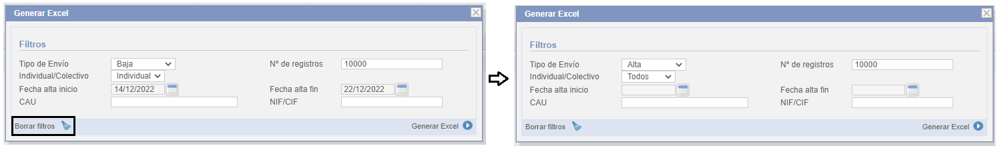 Generar Excel
Filtros
Tipo de Envío Baja Nº de registros 10000
Individual/Colectivo Individual
Fecha alta inicio 14/12/2022 Fecha alta fin 22/12/2022
CAU NIF/CIF
Borrar filtros Generar Excel
Generar Excel
Filtros
Tipo de Envío Alta Nº de registros 10000
Individual/Colectivo Todos
Fecha alta inicio Fecha alta fin
CAU NIF/CIF
Borrar filtros Generar Excel